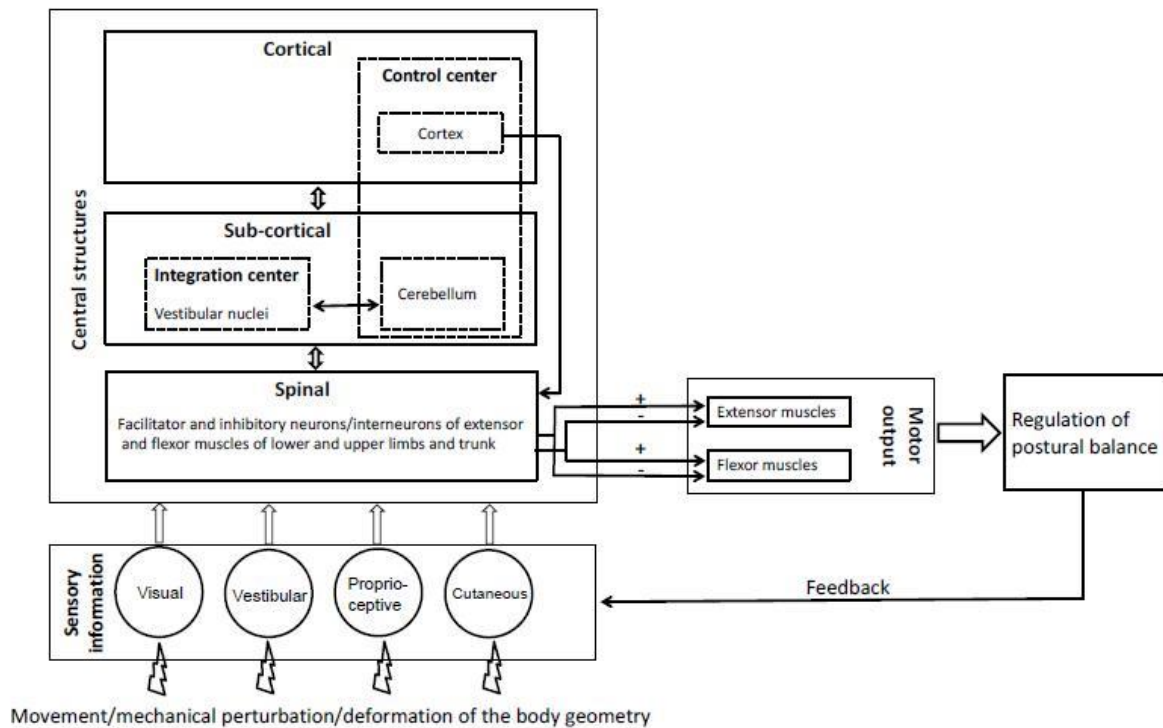 Central structures
Cortical
Control center
Cortex
Sub-cortical
Integration center
Vestibular nuclei
Cerebellum
Spinal
Facilitator and inhibitory neurons/interneurons of extensor
and flexor muscles of lower and upper limbs and trunk
+
-
+
-
Extensor muscles
Flexor muscles
Motor
output
Regulation of
postural balance
Feedback
Sensory
information
Visual
Vestibular
Proprio-
ceptive
Cutaneous
Movement/mechanical perturbation/deformation of the body geometry